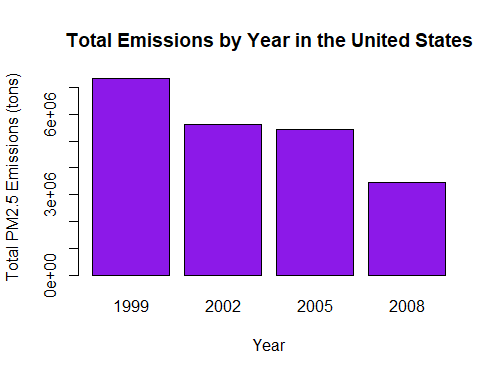 Total Emissions by Year in the United States
Total PM2.5 Emissions (tons)
6e+06
3e+06
0e+00
1999 2002 2005 2008
Year